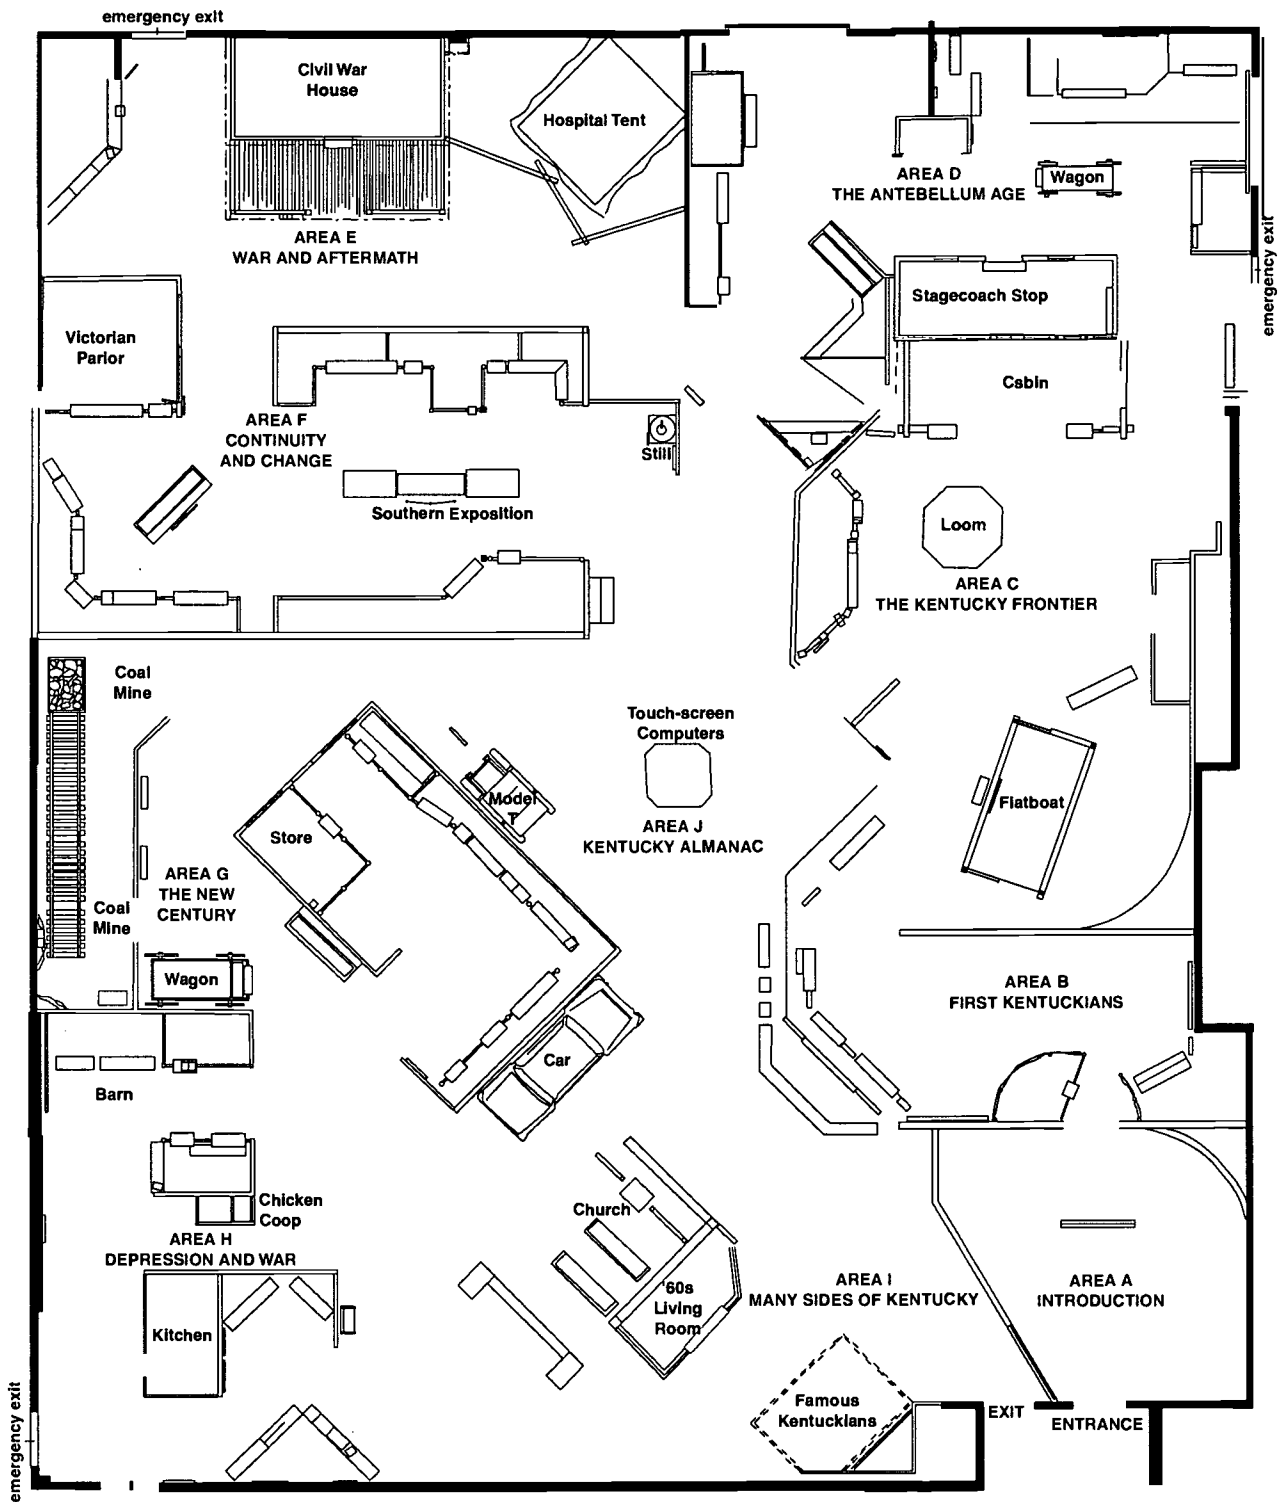 emergency exit
Civil War
House
Hospital Tent
AREA D
THE ANTEBELLUM AGE
Wagon
AREA E
WAR AND AFTERMATH
emergency exit
Stagecoach Stop
Victorian
Parlor
Csbin
AREA F
CONTINUITY
AND CHANGE
Still
Southern Exposition
Loom
AREA C
THE KENTUCKY FRONTIER
Coal
Mine
Touch-screen
Computers
Model
T
Flatboat
Store
AREA J
KENTUCKY ALMANAC
AREA G
THE NEW
CENTURY
Coal
Mine
Wagon
AREA B
FIRST KENTUCKIANS
Car
Barn
Chicken
Coop
Church
AREA H
DEPRESSION AND WAR
'60s
Living
Room
AREA I
MANY SIDES OF KENTUCKY
AREA A
INTRODUCTION
Kitchen
Famous
Kentuckians
EXIT
ENTRANCE
emergency exit